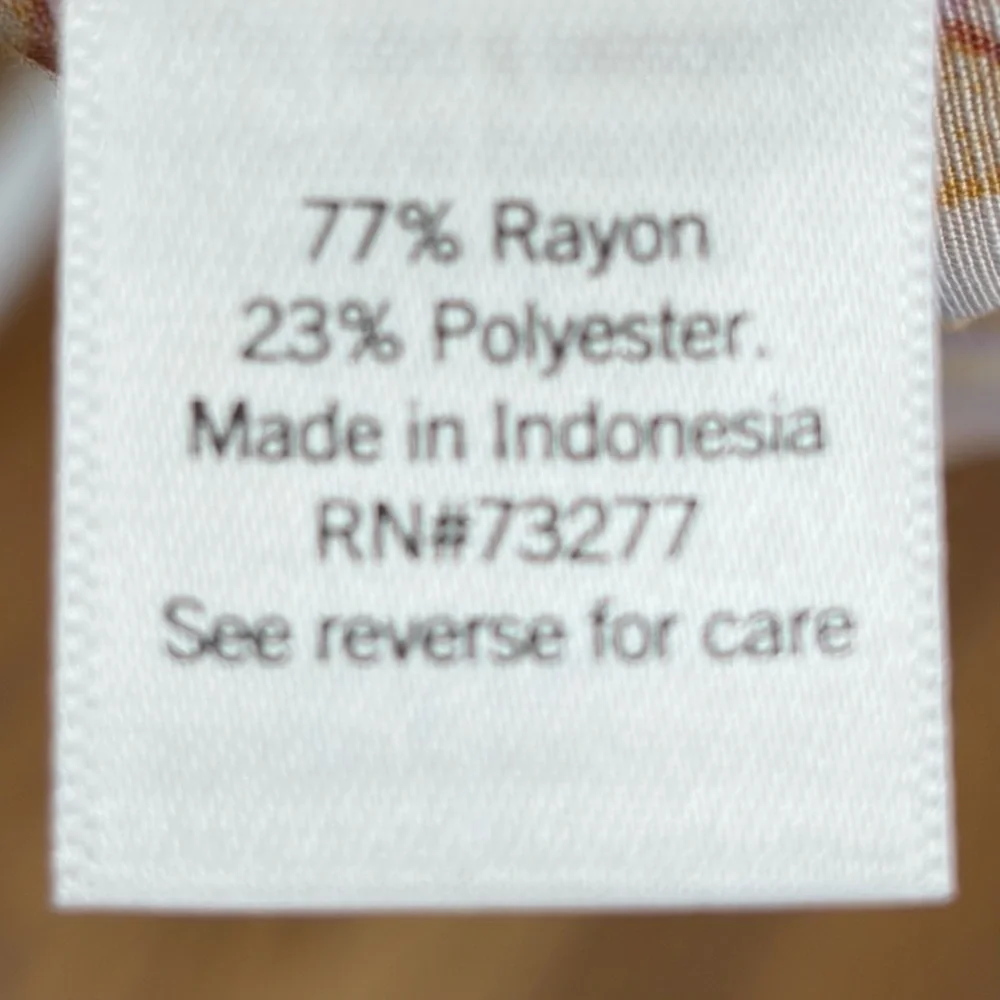 77% Rayon
23% Polyester.
Made in Indonesia
RN#73277
See reverse for care